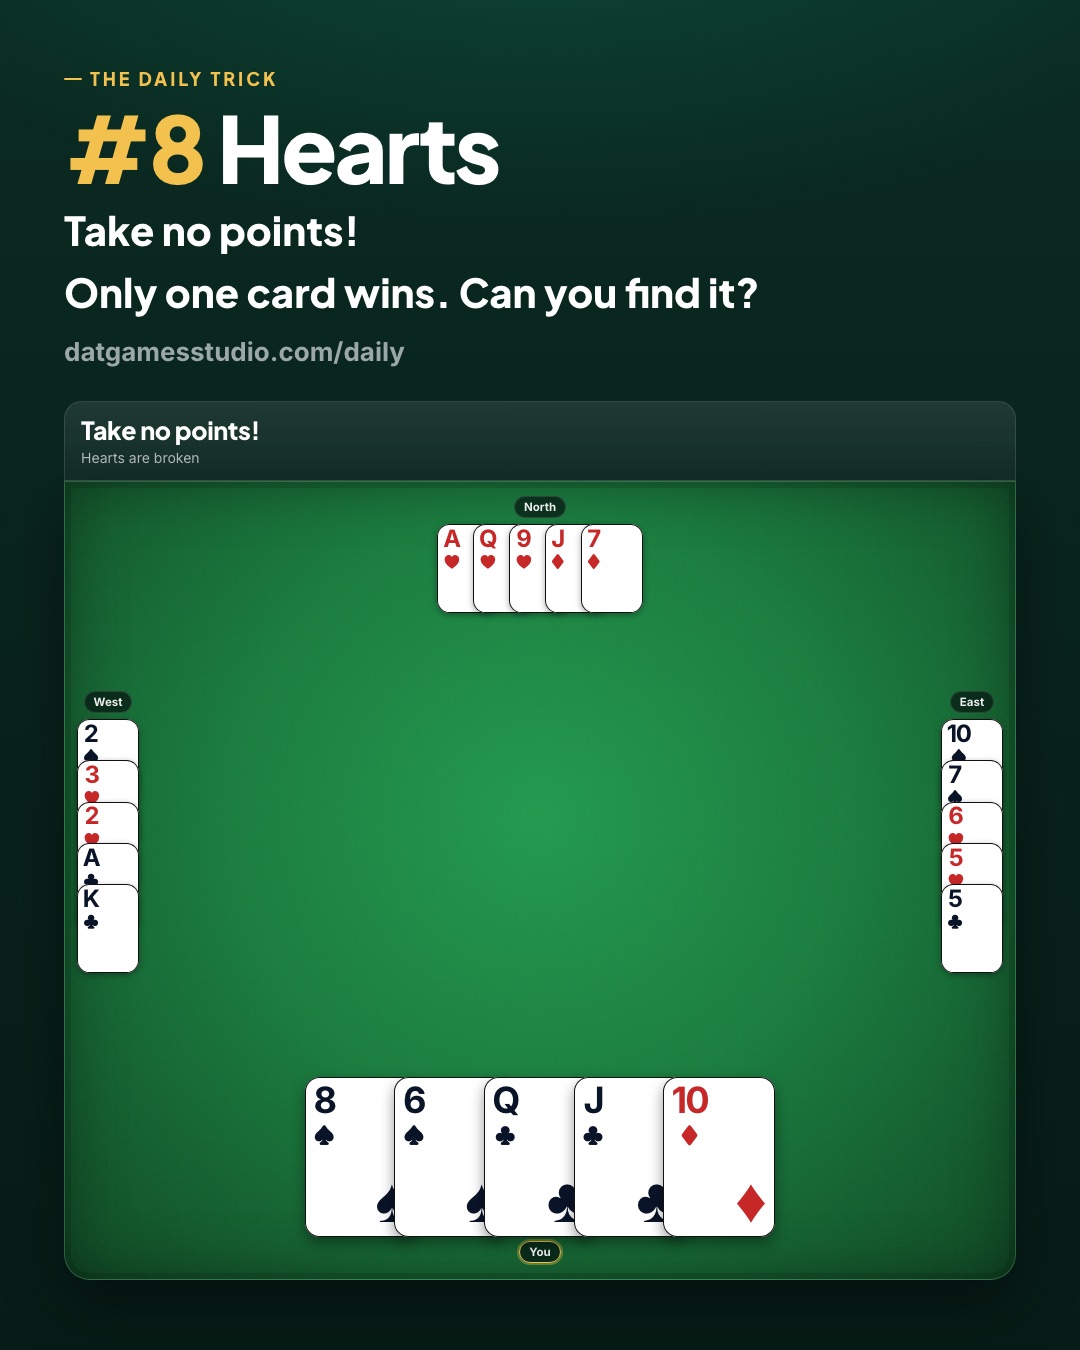 — THE DAILY TRICK
#8 Hearts
Take no points!
Only one card wins. Can you find it?
datgamesstudio.com/daily
Take no points!
Hearts are broken
North
A Q 9 J 7
West
2
3
2
A
K
East
10
7
6
5
5
8 6 Q J 10
You